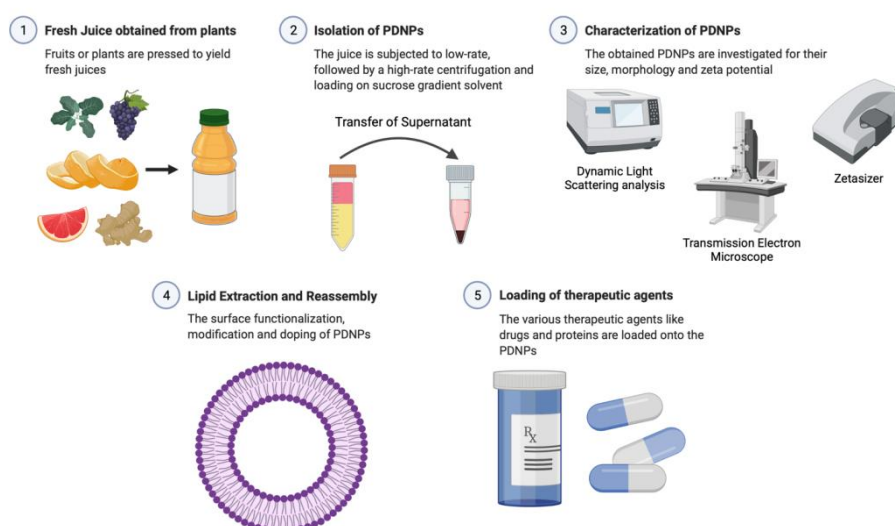 1 Fresh Juice obtained from plants
Fruits or plants are pressed to yield
fresh juices
2 Isolation of PDNPs
The juice is subjected to low-rate,
followed by a high-rate centrifugation and
loading on sucrose gradient solvent
Transfer of Supernatant
3 Characterization of PDNPs
The obtained PDNPs are investigated for their
size, morphology and zeta potential
Dynamic Light
Scattering analysis
Transmission Electron
Microscope
Zetasizer
4 Lipid Extraction and Reassembly
The surface functionalization,
modification and doping of PDNPs
5 Loading of therapeutic agents
The various therapeutic agents like
drugs and proteins are loaded onto the
PDNPs
Rx